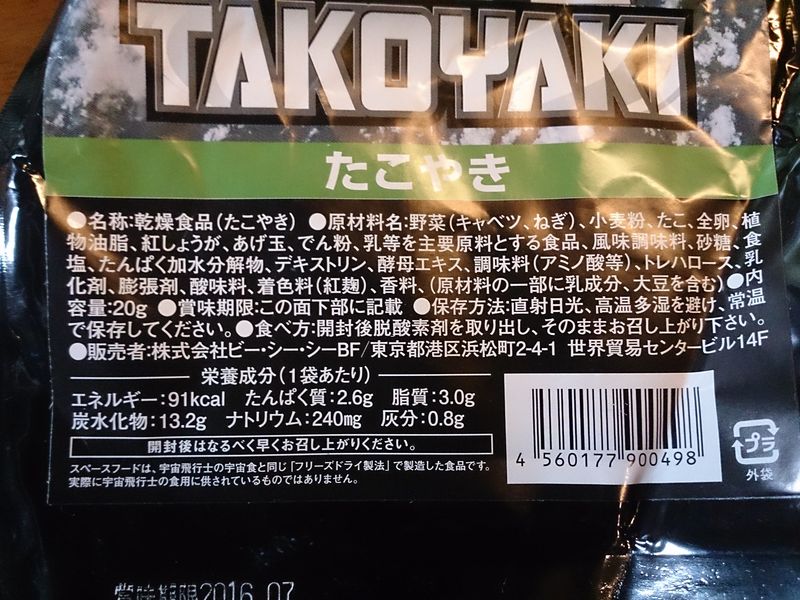 TAKOYAKI
たこやき
●名称:乾燥食品(たこやき) ●原材料名:野菜(キャベツ、ねぎ)、小麦粉、たこ、全卵、植
物油脂、紅しょうが、あげ玉、でん粉、乳等を主要原料とする食品、風味調味料、砂糖、食
塩、たんぱく加水分解物、デキストリン、酵母エキス、調味料(アミノ酸等)、トレハロース、乳
化剤、膨張剤、酸味料、着色料(紅麹)、香料、(原材料の一部に乳成分、大豆を含む)●内
容量:20g ●賞味期限:この面下部に記載 ●保存方法:直射日光、高温多湿を避け、常温
で保存してください。●食べ方:開封後脱酸素剤を取り出し、そのままお召し上がり下さい。
●販売者:株式会社ビー・シー・シーBF/東京都港区浜松町2-4-1 世界貿易センタービル14F
栄養成分(1袋あたり)
エネルギー:91kcal たんぱく質:2.6g 脂質:3.0g
炭水化物:13.2g ナトリウム:240mg 灰分:0.8g
開封後はなるべく早くお召し上がりください。
スペースフードは、宇宙飛行士の宇宙食と同じ「フリーズドライ製法」で製造した食品です。
実際に宇宙飛行士の食用に供されているものではありません。
4 560177 900498
プラ
外袋
賞味期限2016.07